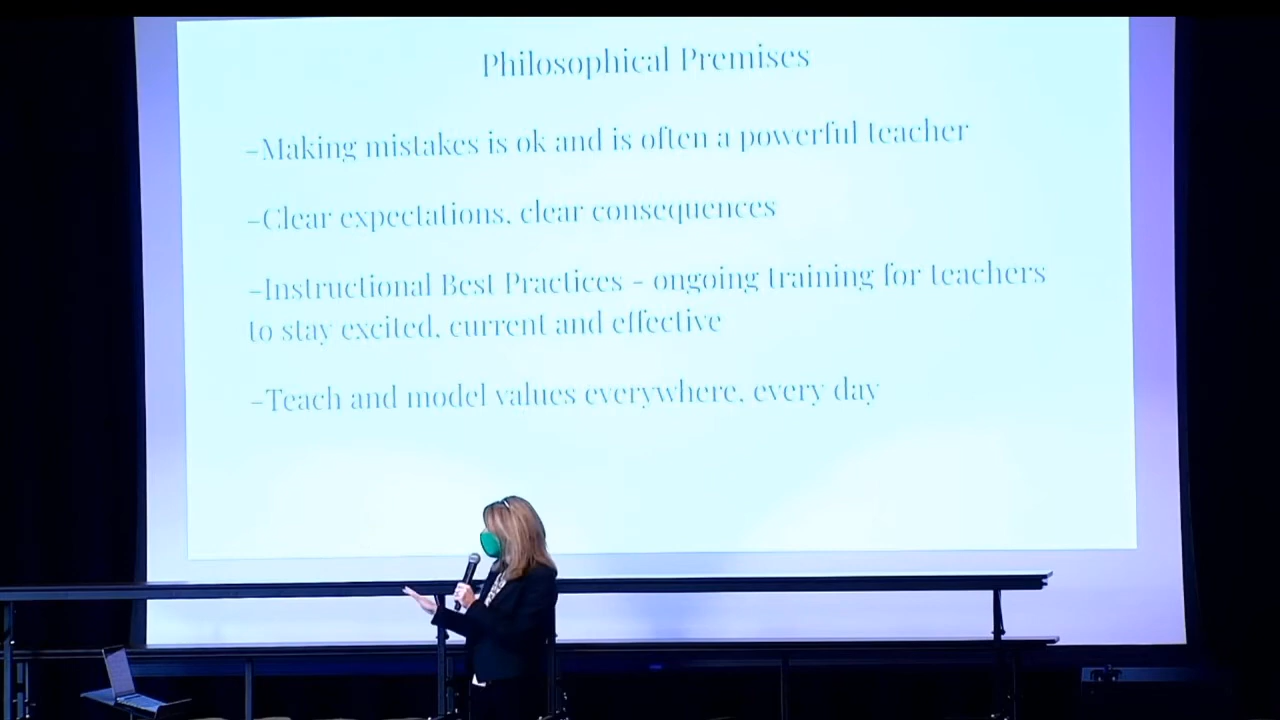 Philosophical Premises
–Making mistakes is ok and is often a powerful teacher
–Clear expectations, clear consequences
–Instructional Best Practices - ongoing training for teachers
to stay excited, current and effective
–Teach and model values everywhere, every day